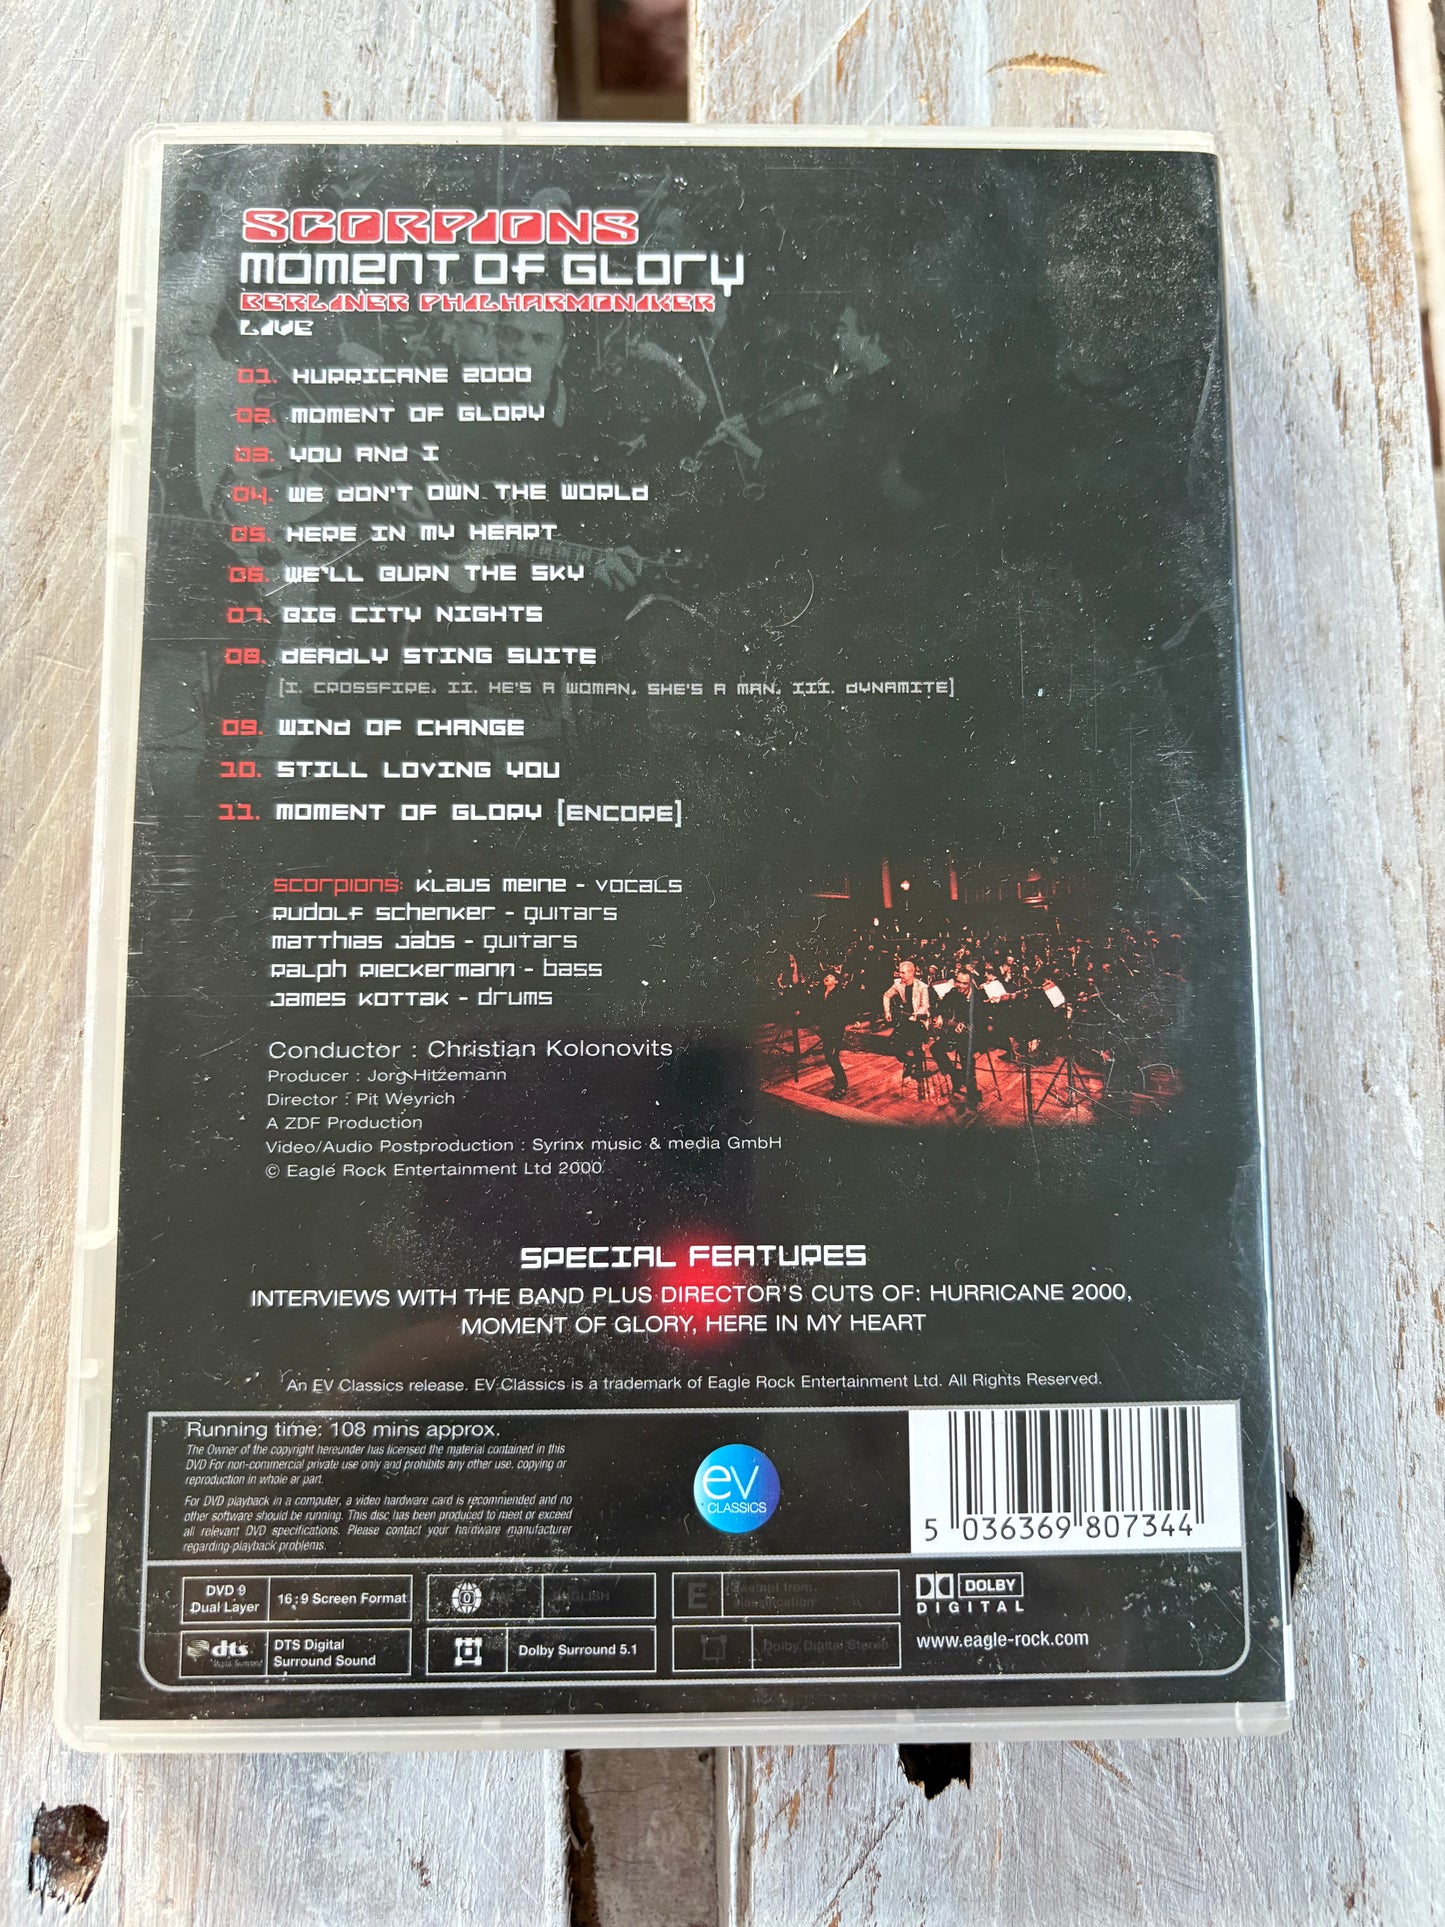 SCORPIONS
MOMENT OF GLORY
BERLINER PHILHARMONIKER
LIVE
01. HURRICANE 2000
02. MOMENT OF GLORY
03. YOU AND I
04. WE DON'T OWN THE WORLD
05. HERE IN MY HEART
06. WE'LL BURN THE SKY
07. BIG CITY NIGHTS
08. DEADLY STING SUITE
[I. CROSSFIRE, II. HE'S A WOMAN, SHE'S A MAN, III. DYNAMITE]
09. WIND OF CHANGE
10. STILL LOVING YOU
11. MOMENT OF GLORY [ENCORE]
SCORPIONS: KLAUS MEINE - VOCALS
RUDOLF SCHENKER - GUITARS
MATTHIAS JABS - GUITARS
RALPH RIECKERMANN - BASS
JAMES KOTTAK - DRUMS
Conductor : Christian Kolonovits
Producer : Jorg Hitzemann
Director : Pit Weyrich
A ZDF Production
Video/Audio Postproduction : Syrinx music & media GmbH
© Eagle Rock Entertainment Ltd 2000
SPECIAL FEATURES
INTERVIEWS WITH THE BAND PLUS DIRECTOR'S CUTS OF: HURRICANE 2000,
MOMENT OF GLORY, HERE IN MY HEART
An EV Classics release. EV Classics is a trademark of Eagle Rock Entertainment Ltd. All Rights Reserved.
Running time: 108 mins approx.
The Owner of the copyright hereunder has licensed the material contained in this
DVD For non-commercial private use only and prohibits any other use, copying or
reproduction in whole or part.
For DVD playback in a computer, a video hardware card is recommended and no
other software should be running. This disc has been produced to meet or exceed
all relevant DVD specifications. Please contact your hardware manufacturer
regarding playback problems.
ev
CLASSICS
5 036369 807344
DVD 9
Dual Layer
16:9 Screen Format
0
ENGLISH
E
Exempt from
classification
DOLBY
DIGITAL
dts
Digital Surround
DTS Digital
Surround Sound
Dolby Surround 5.1
Dolby Digital Stereo
www.eagle-rock.com